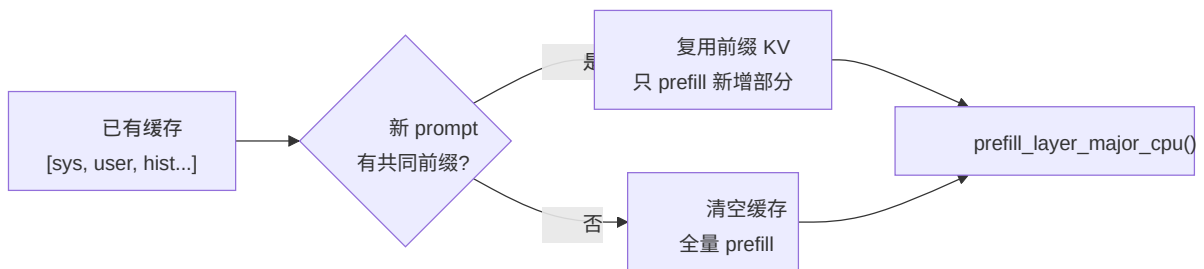 已有缓存
[sys, user, hist...]
新 prompt
有共同前缀?
是
复用前缀 KV
只 prefill 新增部分
否
清空缓存
全量 prefill
prefill_layer_major_cpu()